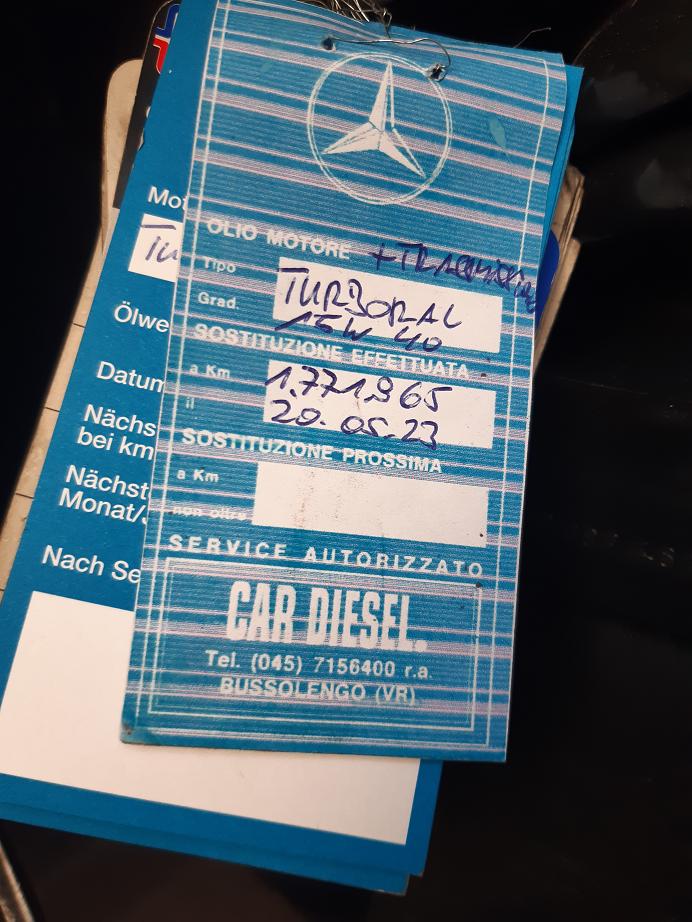 OLIO MOTORE
Tipo TURBORAL
Grad. 15W 40
SOSTITUZIONE EFFETTUATA
a Km 1.771.965
il 20.05.23
SOSTITUZIONE PROSSIMA
a Km
non oltre
SERVICE AUTORIZZATO
CAR DIESEL.
Tel. (045) 7156400 r.a.
BUSSOLENGO (VR)
Mot
Tu
Ölwe
Datum
Nächs
bei km
Nächst
Monat/
Nach Se